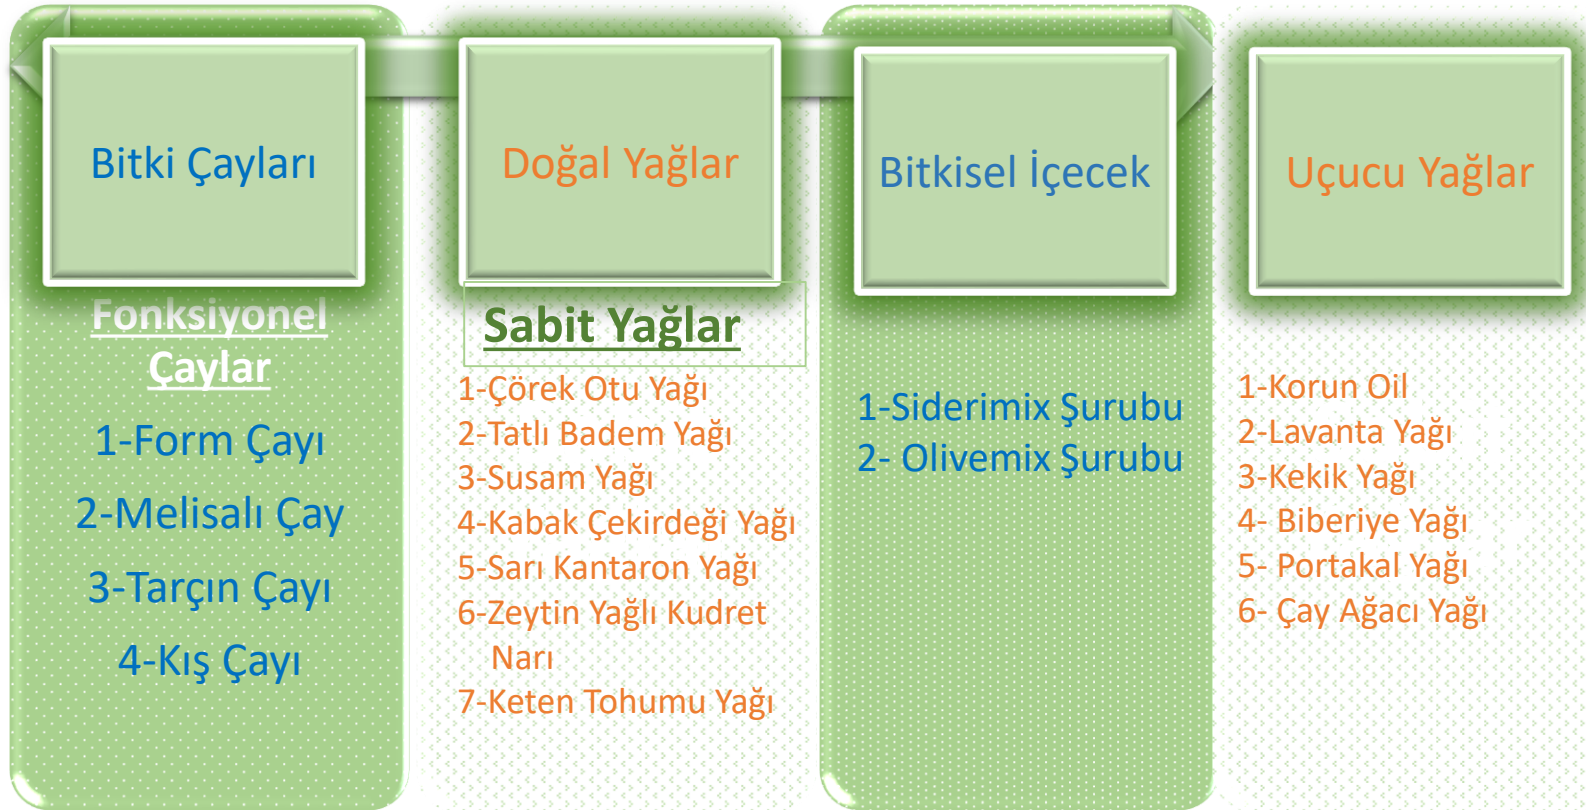 Bitki Çayları
Fonksiyonel
Çaylar
1-Form Çayı
2-Melisalı Çay
3-Tarçın Çayı
4-Kış Çayı
Doğal Yağlar
Sabit Yağlar
1-Çörek Otu Yağı
2-Tatlı Badem Yağı
3-Susam Yağı
4-Kabak Çekirdeği Yağı
5-Sarı Kantaron Yağı
6-Zeytin Yağlı Kudret
Narı
7-Keten Tohumu Yağı
Bitkisel İçecek
1-Siderimix Şurubu
2- Olivemix Şurubu
Uçucu Yağlar
1-Korun Oil
2-Lavanta Yağı
3-Kekik Yağı
4- Biberiye Yağı
5- Portakal Yağı
6- Çay Ağacı Yağı